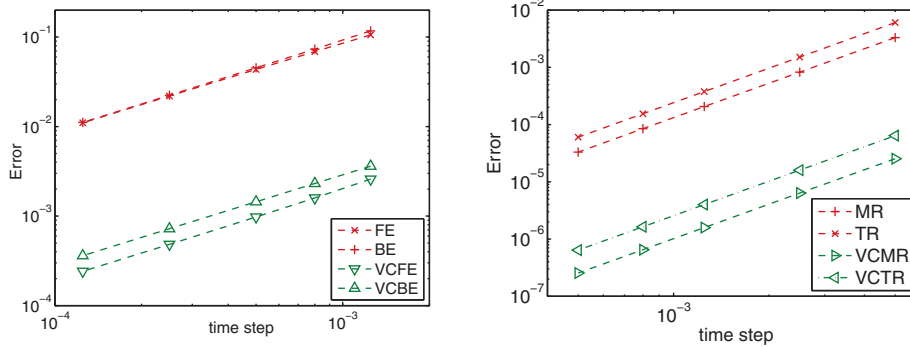 10^-1
10^-2
10^-3
10^-4
Error
10^-4
10^-3
time step
FE
BE
VCFE
VCBE
10^-2
10^-3
10^-4
10^-5
10^-6
10^-7
Error
10^-3
time step
MR
TR
VCMR
VCTR